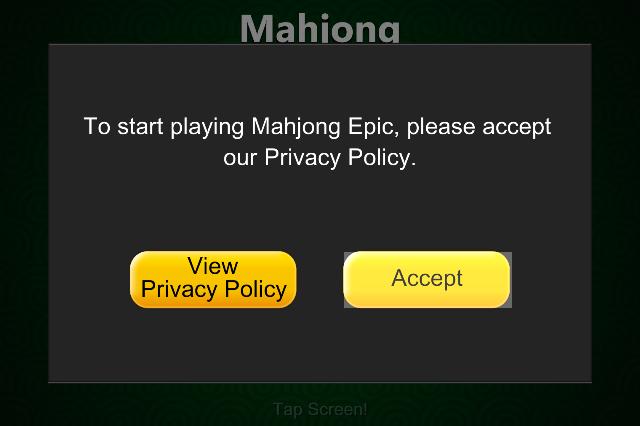 Mahjong
To start playing Mahjong Epic, please accept
our Privacy Policy.
View
Privacy Policy
Accept
Tap Screen!